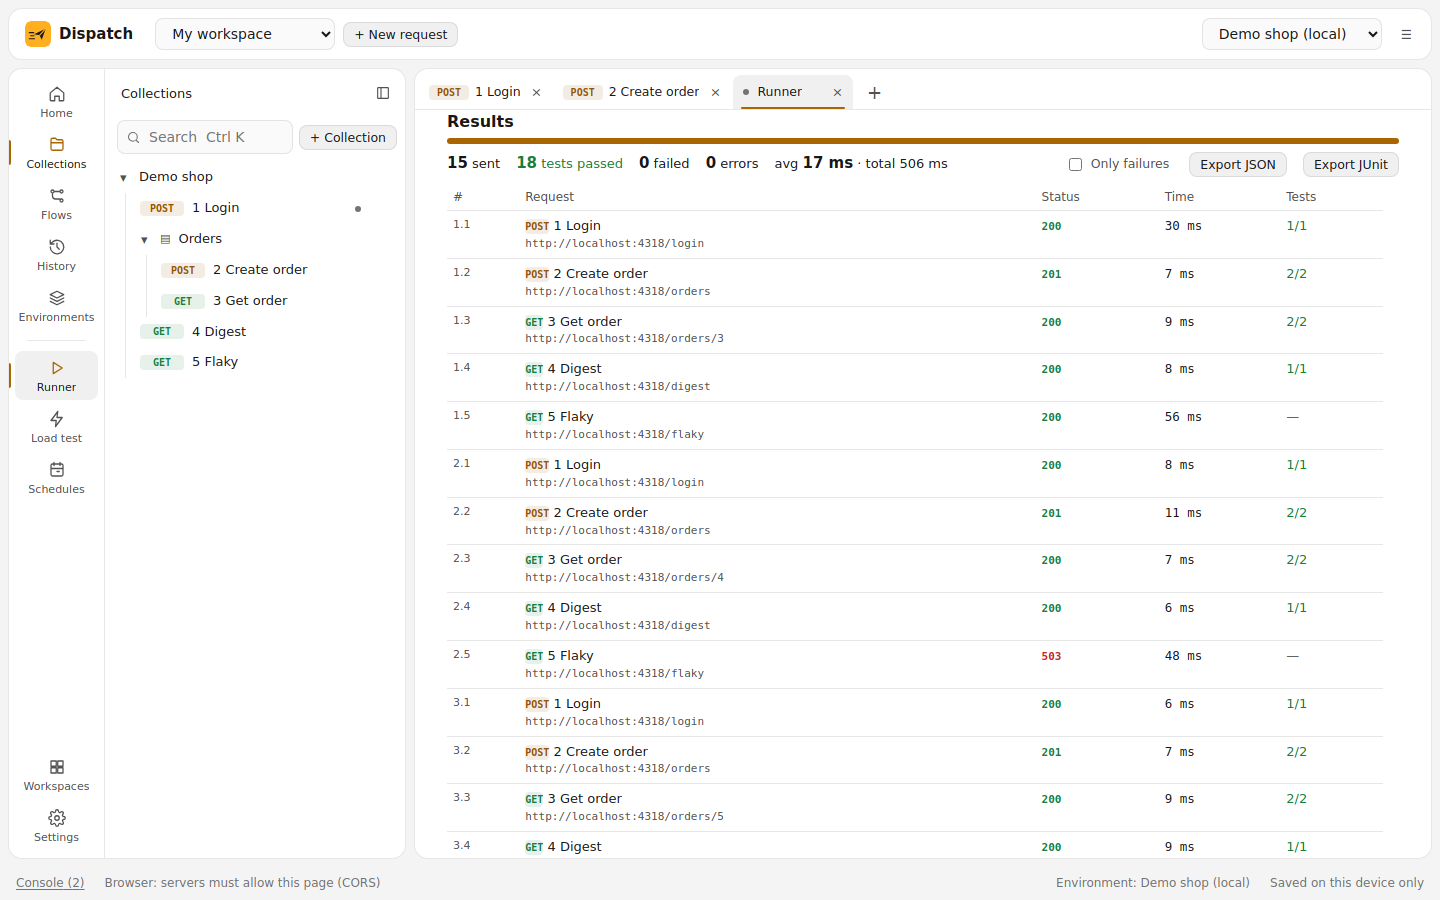 Dispatch
My workspace
+ New request
Demo shop (local)
Home
Collections
Flows
History
Environments
Runner
Load test
Schedules
Workspaces
Settings
Collections
Search Ctrl K
+ Collection
Demo shop
POST 1 Login
Orders
POST 2 Create order
GET 3 Get order
GET 4 Digest
GET 5 Flaky
POST 1 Login ×
POST 2 Create order ×
Runner ×
+
Results
15 sent 18 tests passed 0 failed 0 errors avg 17 ms · total 506 ms
Only failures
Export JSON
Export JUnit
# Request Status Time Tests
1.1 POST 1 Login 200 30 ms 1/1
http://localhost:4318/login
1.2 POST 2 Create order 201 7 ms 2/2
http://localhost:4318/orders
1.3 GET 3 Get order 200 9 ms 2/2
http://localhost:4318/orders/3
1.4 GET 4 Digest 200 8 ms 1/1
http://localhost:4318/digest
1.5 GET 5 Flaky 200 56 ms —
http://localhost:4318/flaky
2.1 POST 1 Login 200 8 ms 1/1
http://localhost:4318/login
2.2 POST 2 Create order 201 11 ms 2/2
http://localhost:4318/orders
2.3 GET 3 Get order 200 7 ms 2/2
http://localhost:4318/orders/4
2.4 GET 4 Digest 200 6 ms 1/1
http://localhost:4318/digest
2.5 GET 5 Flaky 503 48 ms —
http://localhost:4318/flaky
3.1 POST 1 Login 200 6 ms 1/1
http://localhost:4318/login
3.2 POST 2 Create order 201 7 ms 2/2
http://localhost:4318/orders
3.3 GET 3 Get order 200 9 ms 2/2
http://localhost:4318/orders/5
3.4 GET 4 Digest 200 9 ms 1/1
Console (2)
Browser: servers must allow this page (CORS)
Environment: Demo shop (local)
Saved on this device only